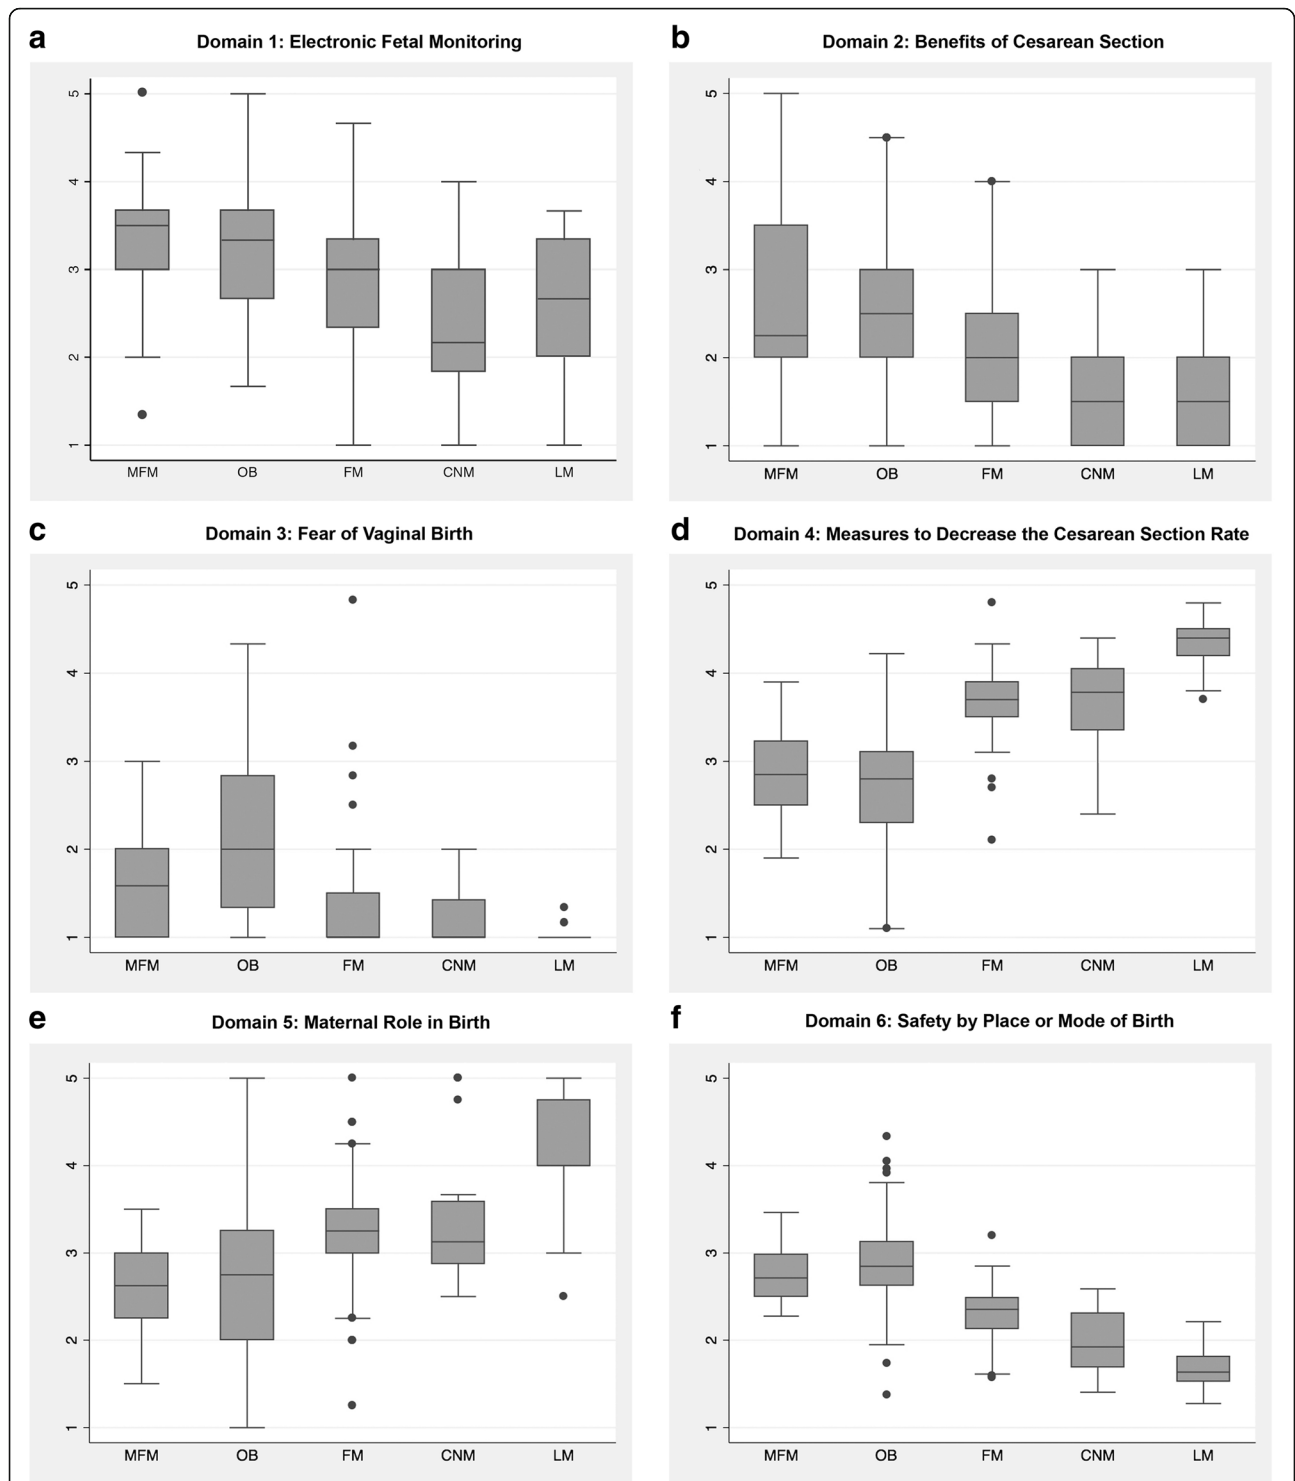 a Domain 1: Electronic Fetal Monitoring
5
4
3
2
1
MFM OB FM CNM LM
b Domain 2: Benefits of Cesarean Section
5
4
3
2
1
MFM OB FM CNM LM
c Domain 3: Fear of Vaginal Birth
5
4
3
2
1
MFM OB FM CNM LM
d Domain 4: Measures to Decrease the Cesarean Section Rate
5
4
3
2
1
MFM OB FM CNM LM
e Domain 5: Maternal Role in Birth
5
4
3
2
1
MFM OB FM CNM LM
f Domain 6: Safety by Place or Mode of Birth
5
4
3
2
1
MFM OB FM CNM LM